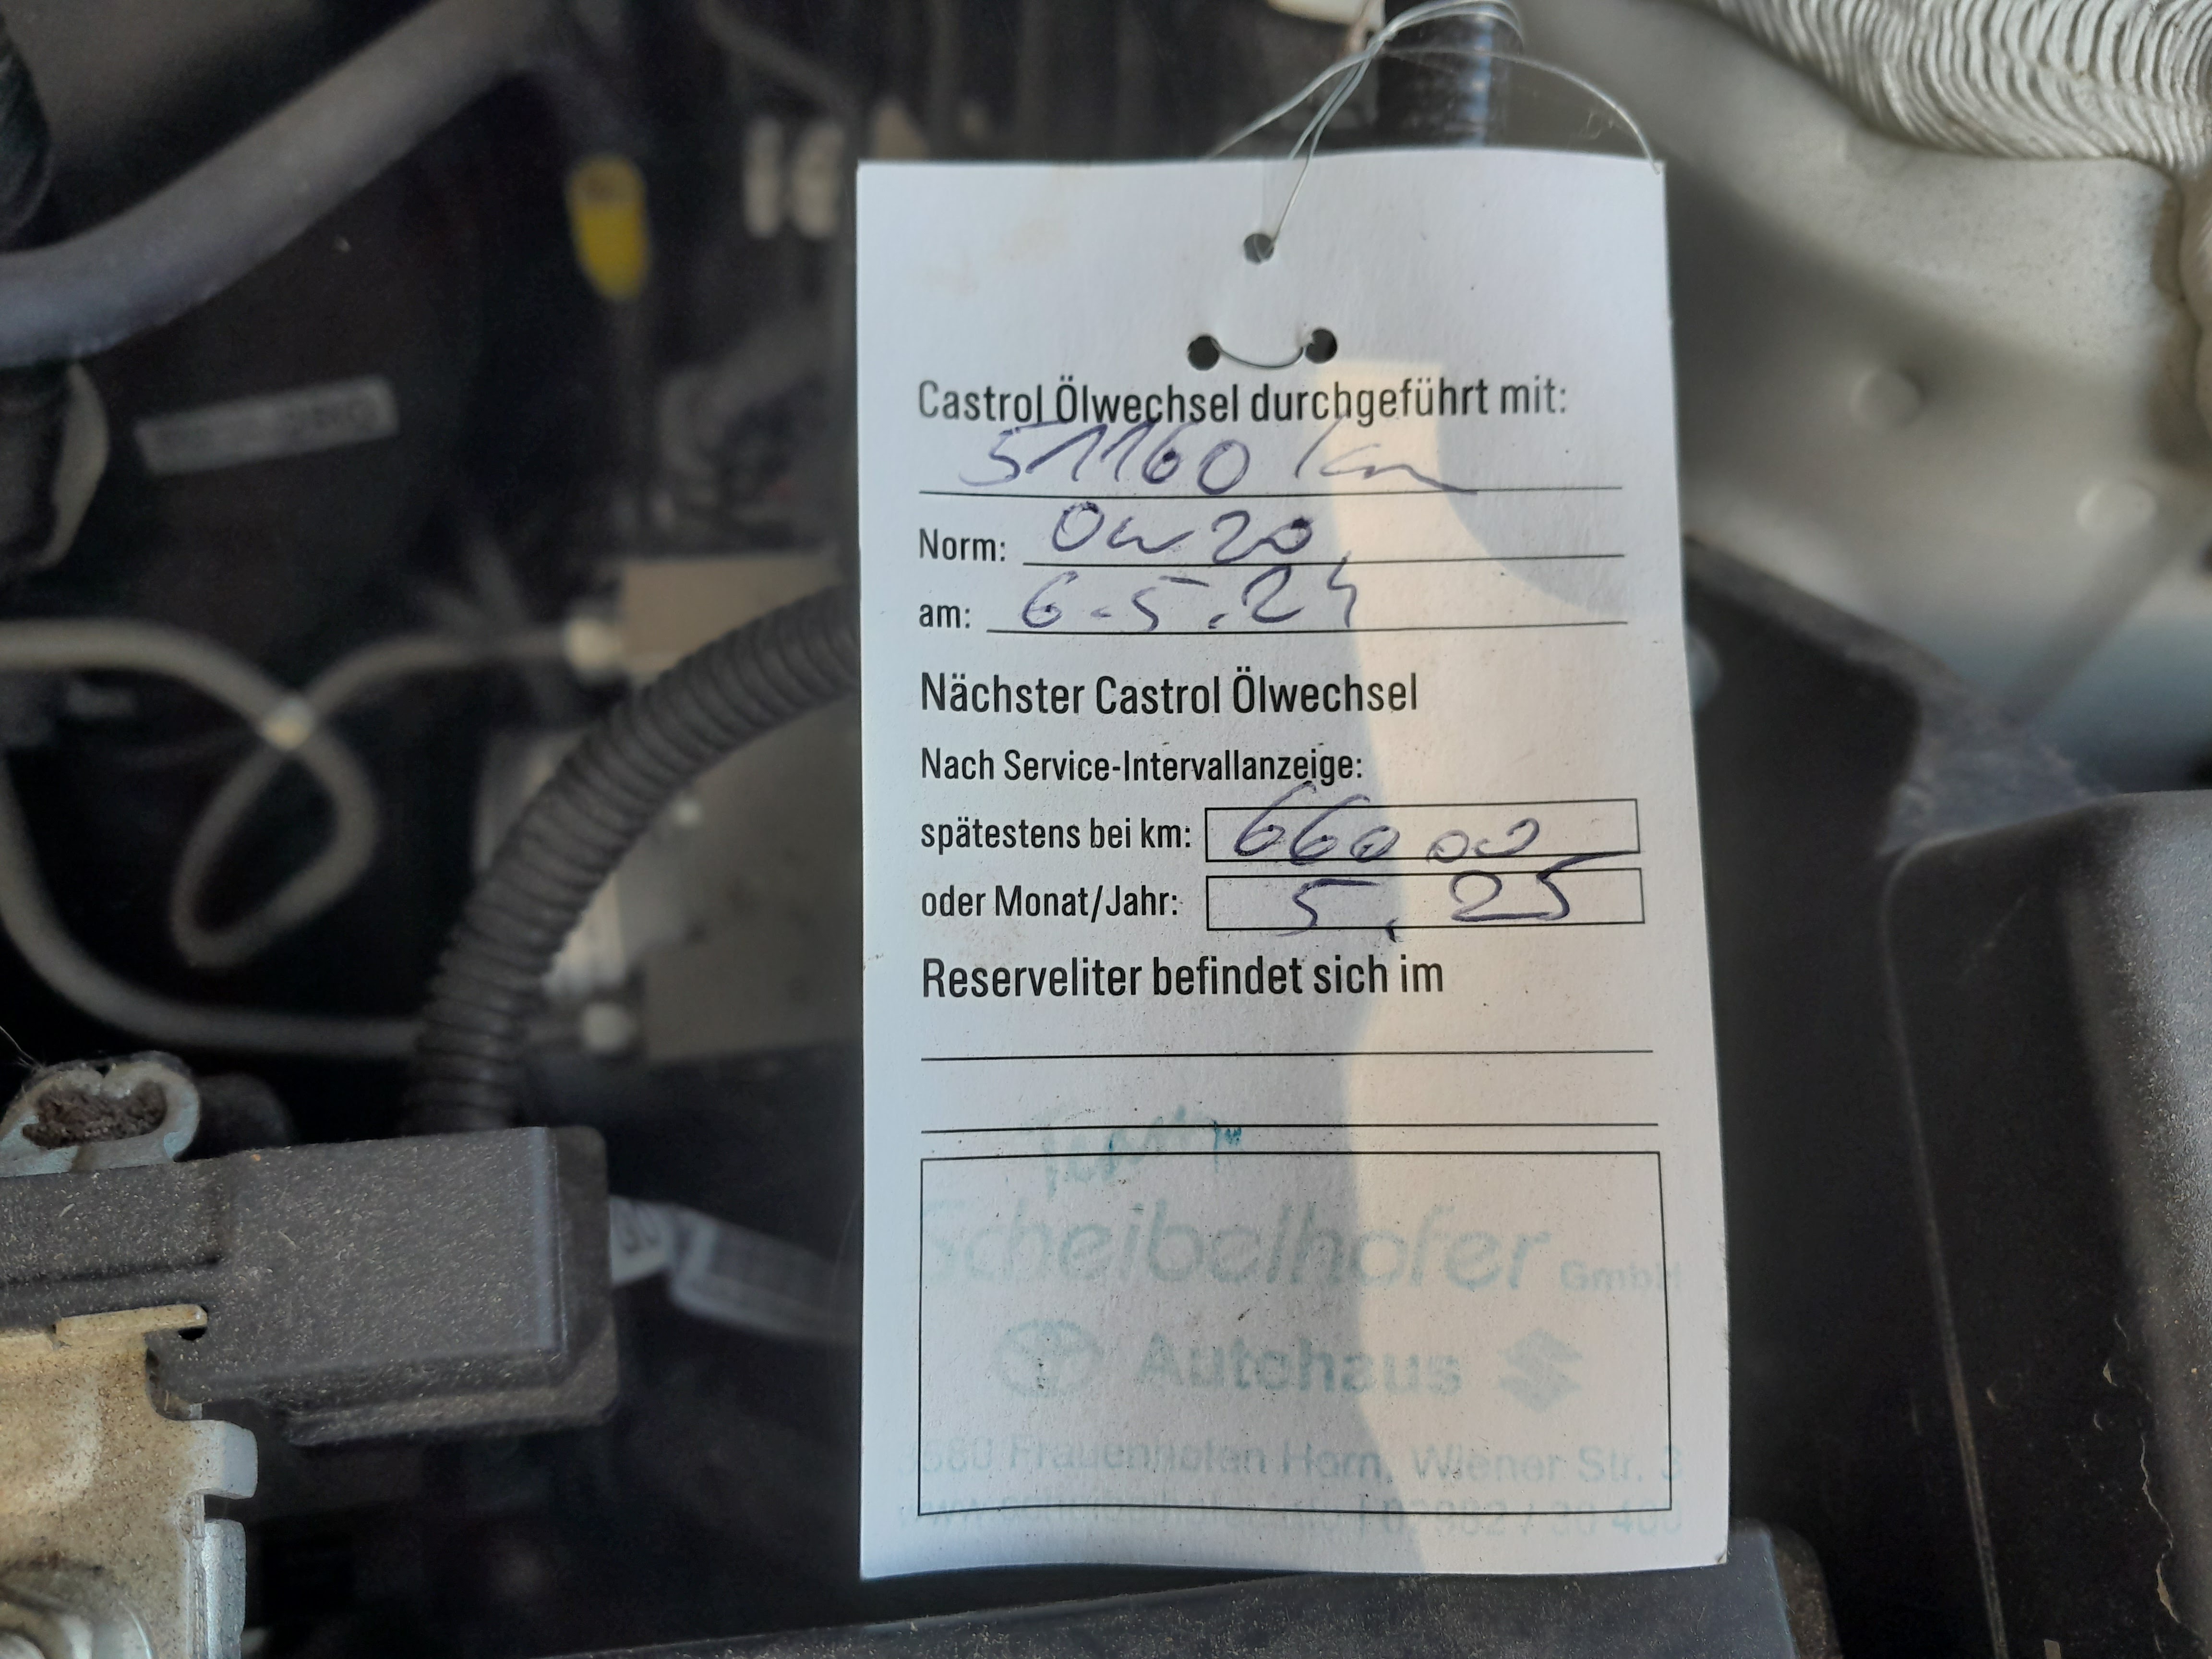 Castrol Ölwechsel durchgeführt mit:
51160 km
Norm: 0w20
am: 6.5.24
Nächster Castrol Ölwechsel
Nach Service-Intervallanzeige:
spätestens bei km: 66000
oder Monat/Jahr: 5.25
Reserveliter befindet sich im
Scheibelhofer GmbH
Autohaus
Frauenhofen Horn, Wiener Str. 3